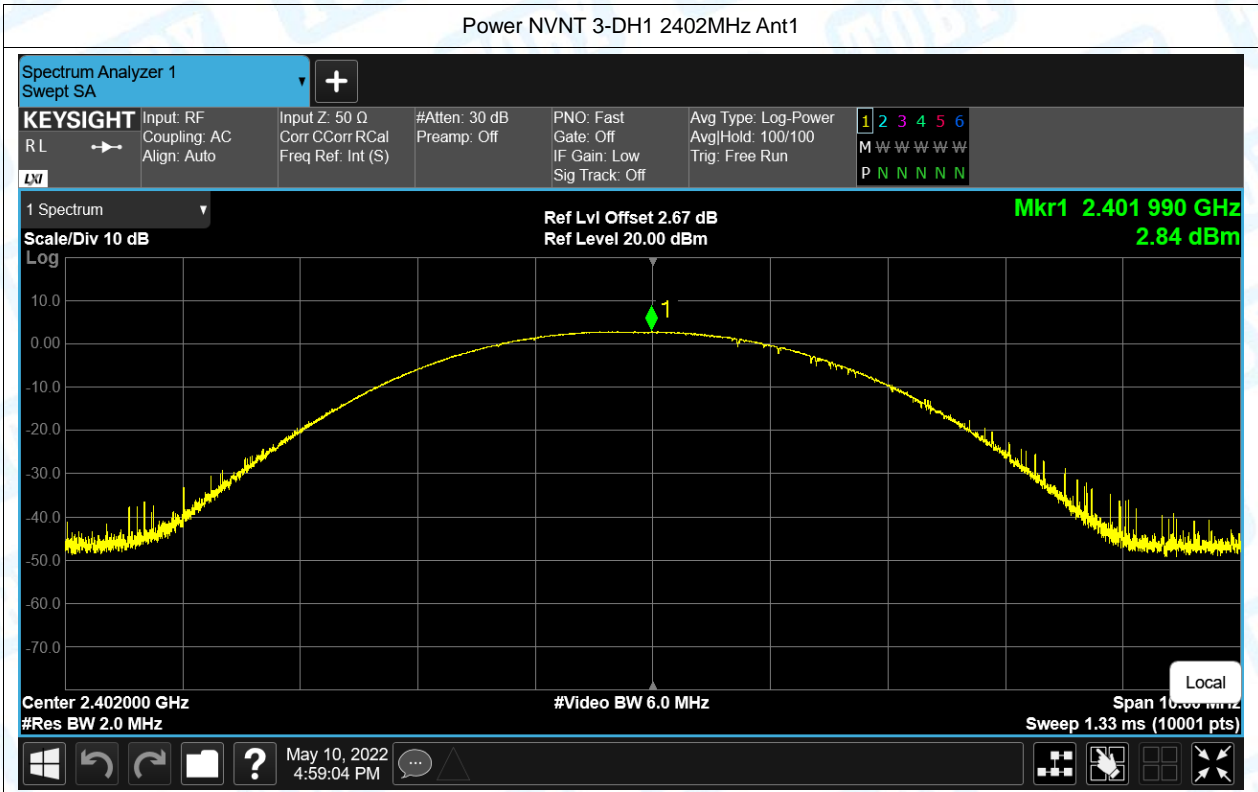 Power NVNT 3-DH1 2402MHz Ant1
Spectrum Analyzer 1
Swept SA
KEYSIGHT Input: RF Input Z: 50 Ω #Atten: 30 dB PNO: Fast Avg Type: Log-Power 1 2 3 4 5 6
R L Coupling: AC Corr CCorr RCal Preamp: Off Gate: Off Avg|Hold: 100/100 M W W W W W
Align: Auto Freq Ref: Int (S) IF Gain: Low Trig: Free Run
LXI Sig Track: Off P N N N N N
1 Spectrum Ref Lvl Offset 2.67 dB Mkr1 2.401 990 GHz
Scale/Div 10 dB Ref Level 20.00 dBm 2.84 dBm
Log
10.0
1
0.00
-10.0
-20.0
-30.0
-40.0
-50.0
-60.0
-70.0
Local
Center 2.402000 GHz #Video BW 6.0 MHz Span 10.00 MHz
#Res BW 2.0 MHz Sweep 1.33 ms (10001 pts)
? May 10, 2022
4:59:04 PM